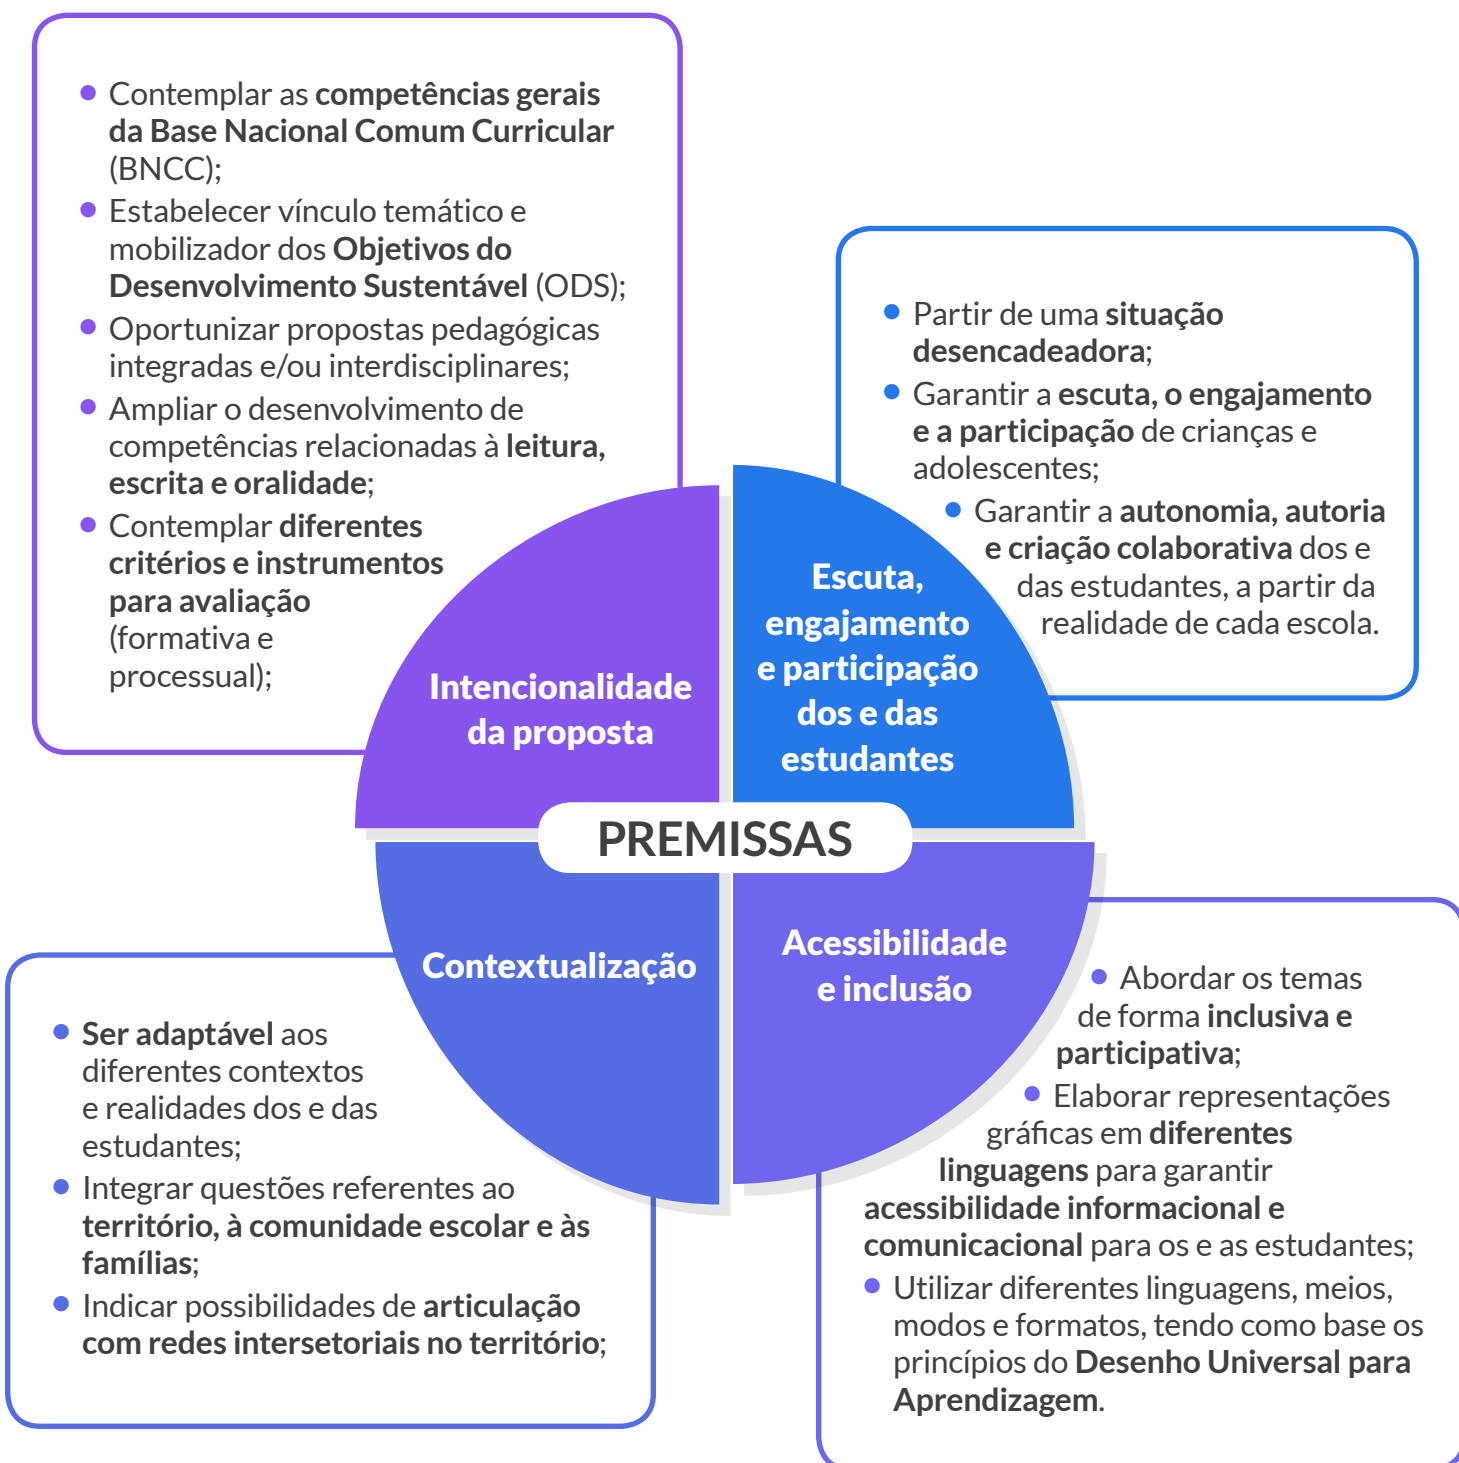 Contemplar as competências gerais
da Base Nacional Comum Curricular
(BNCC);
Estabelecer vínculo temático e
mobilizador dos Objetivos do
Desenvolvimento Sustentável (ODS);
Oportunizar propostas pedagógicas
integradas e/ou interdisciplinares;
Ampliar o desenvolvimento de
competências relacionadas à leitura,
escrita e oralidade;
Contemplar diferentes
critérios e instrumentos
para avaliação
(formativa e
processual);
Intencionalidade
da proposta
Partir de uma situação
desencadeadora;
Garantir a escuta, o engajamento
e a participação de crianças e
adolescentes;
Garantir a autonomia, autoria
e criação colaborativa dos e
das estudantes, a partir da
realidade de cada escola.
Escuta,
engajamento
e participação
dos e das
estudantes
PREMISSAS
Contextualização
Ser adaptável aos
diferentes contextos
e realidades dos e das
estudantes;
Integrar questões referentes ao
território, à comunidade escolar e às
famílias;
Indicar possibilidades de articulação
com redes intersetoriais no território;
Acessibilidade
e inclusão
Abordar os temas
de forma inclusiva e
participativa;
Elaborar representações
gráficas em diferentes
linguagens para garantir
acessibilidade informacional e
comunicacional para os e as estudantes;
Utilizar diferentes linguagens, meios,
modos e formatos, tendo como base os
princípios do Desenho Universal para
Aprendizagem.